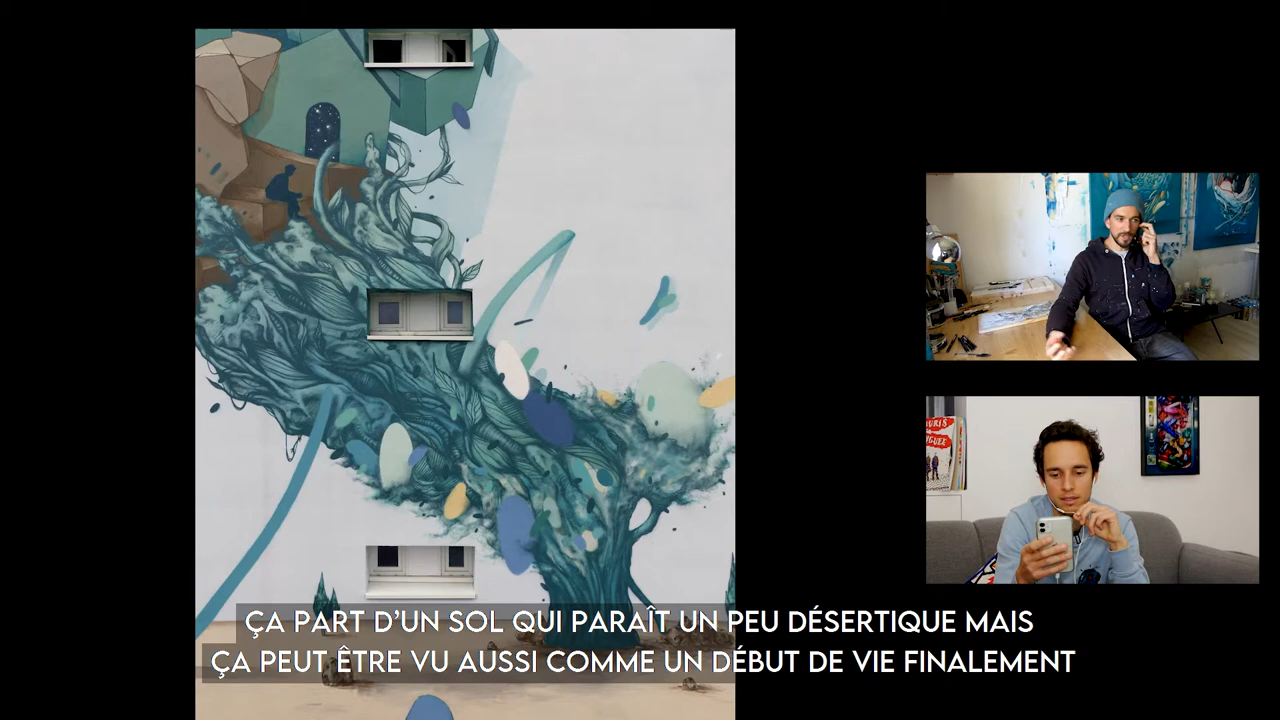 ÇA PART D'UN SOL QUI PARAÎT UN PEU DÉSERTIQUE MAIS
ÇA PEUT ÊTRE VU AUSSI COMME UN DÉBUT DE VIE FINALEMENT